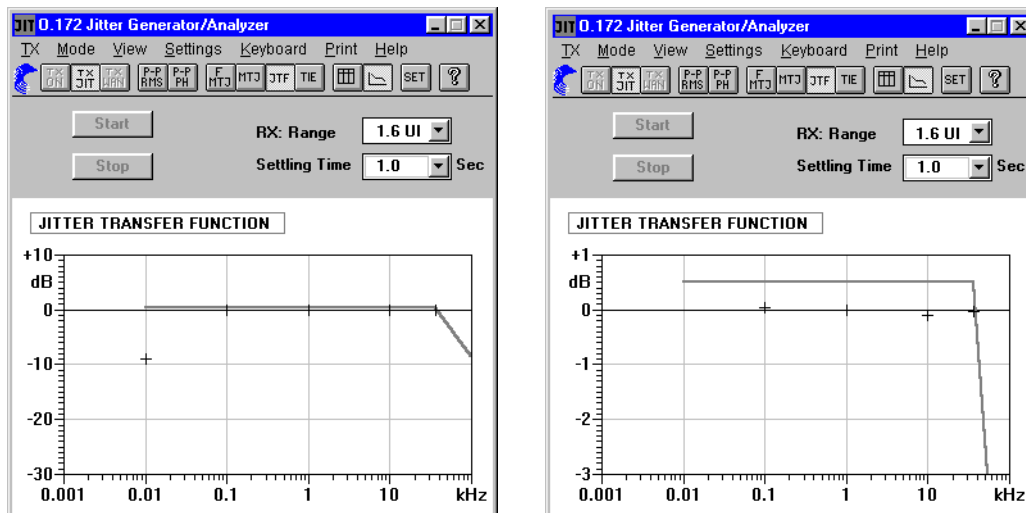 JIT O.172 Jitter Generator/Analyzer
TX Mode View Settings Keyboard Print Help
TX ON TX JIT TX WAN P-P RMS P-P PH F MTJ MTJ JTF TIE SET ?
Start RX: Range 1.6 UI
Stop Settling Time 1.0 Sec
JITTER TRANSFER FUNCTION
+10
dB
0
-10
-20
-30
0.001 0.01 0.1 1 10 kHz
JIT O.172 Jitter Generator/Analyzer
TX Mode View Settings Keyboard Print Help
TX ON TX JIT TX WAN P-P RMS P-P PH F MTJ MTJ JTF TIE SET ?
Start RX: Range 1.6 UI
Stop Settling Time 1.0 Sec
JITTER TRANSFER FUNCTION
+1
dB
0
-1
-2
-3
0.001 0.01 0.1 1 10 kHz